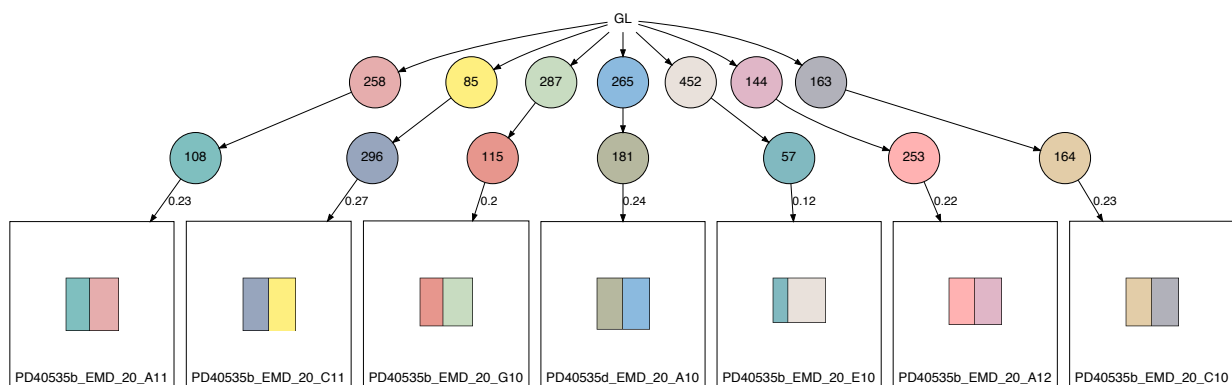 GL
258 85 287 265 452 144 163
108 296 115 181 57 253 164
0.23 0.27 0.2 0.24 0.12 0.22 0.23
PD40535b_EMD_20_A11 PD40535b_EMD_20_C11 PD40535b_EMD_20_G10 PD40535d_EMD_20_A10 PD40535b_EMD_20_E10 PD40535b_EMD_20_A12 PD40535b_EMD_20_C10